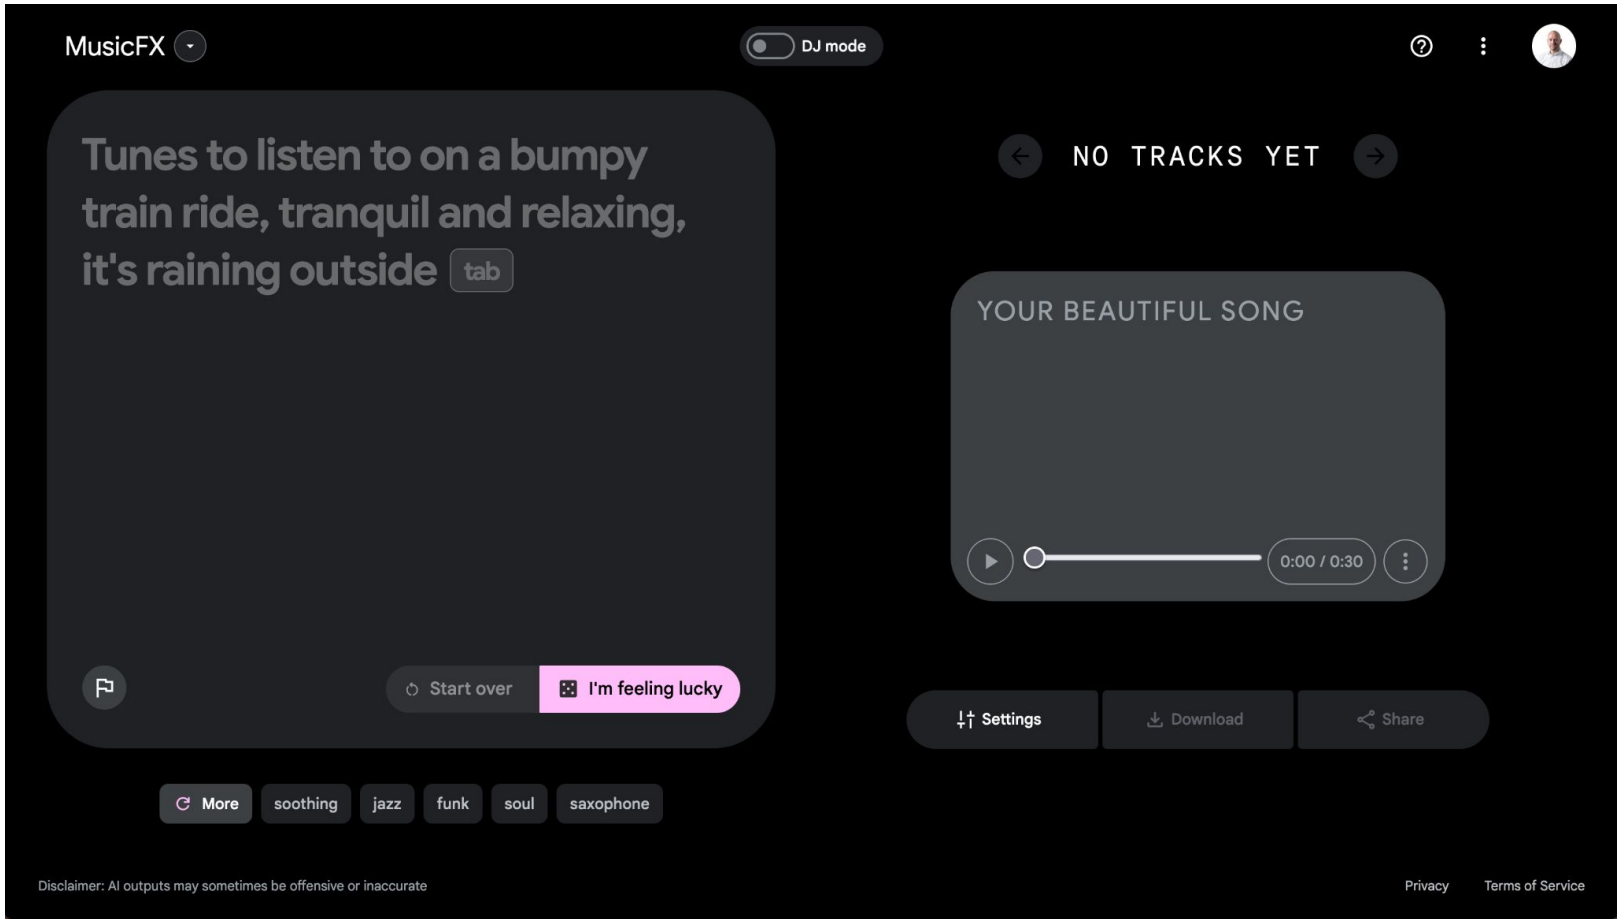 MusicFX
DJ mode
Tunes to listen to on a bumpy
train ride, tranquil and relaxing,
it's raining outside tab
Start over
I'm feeling lucky
More
soothing
jazz
funk
soul
saxophone
NO TRACKS YET
YOUR BEAUTIFUL SONG
0:00 / 0:30
Settings
Download
Share
Disclaimer: AI outputs may sometimes be offensive or inaccurate
Privacy
Terms of Service